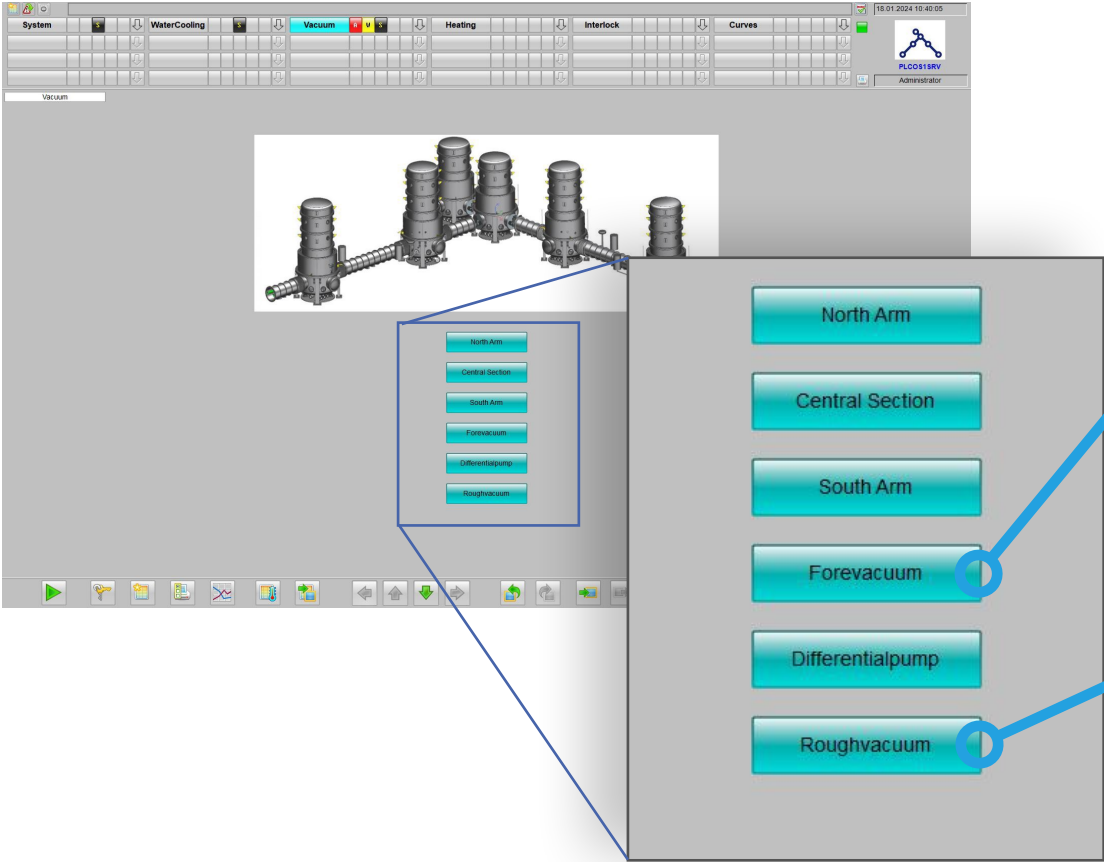 18.01.2024 10:40:05
System S WaterCooling S Vacuum A W S Heating Interlock Curves
PLCOS1SRV
Administrator
Vacuum
North Arm
Central Section
South Arm
Forevacuum
Differentialpump
Roughvacuum
North Arm
Central Section
South Arm
Forevacuum
Differentialpump
Roughvacuum